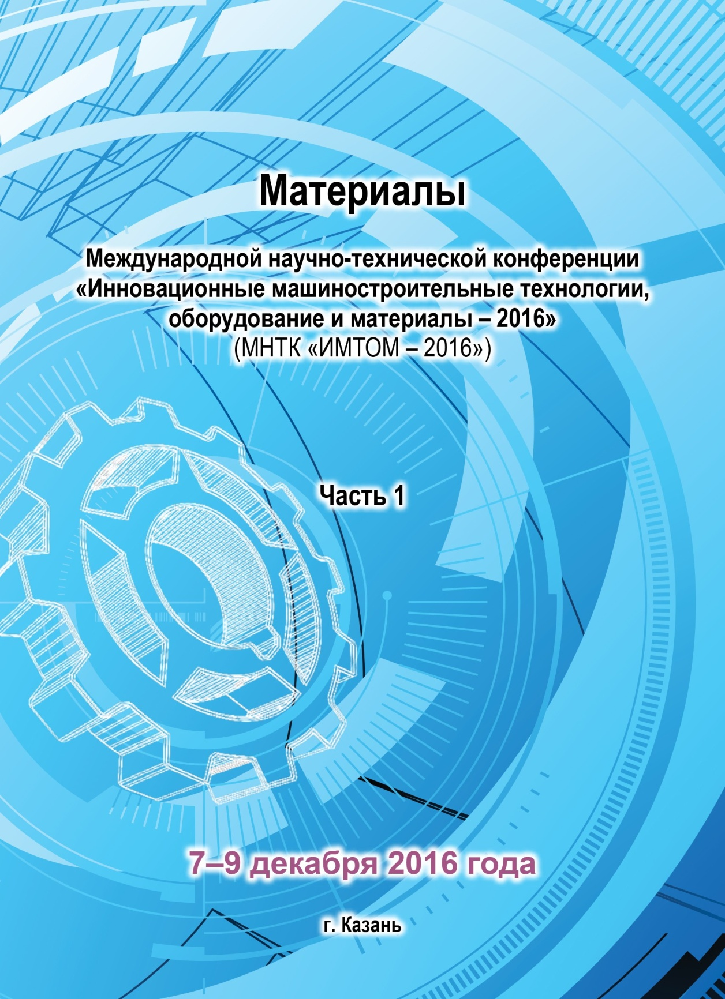 Материалы
Международной научно-технической конференции
«Инновационные машиностроительные технологии,
оборудование и материалы – 2016»
(МНТК «ИМТОМ – 2016»)
Часть 1
7–9 декабря 2016 года
г. Казань